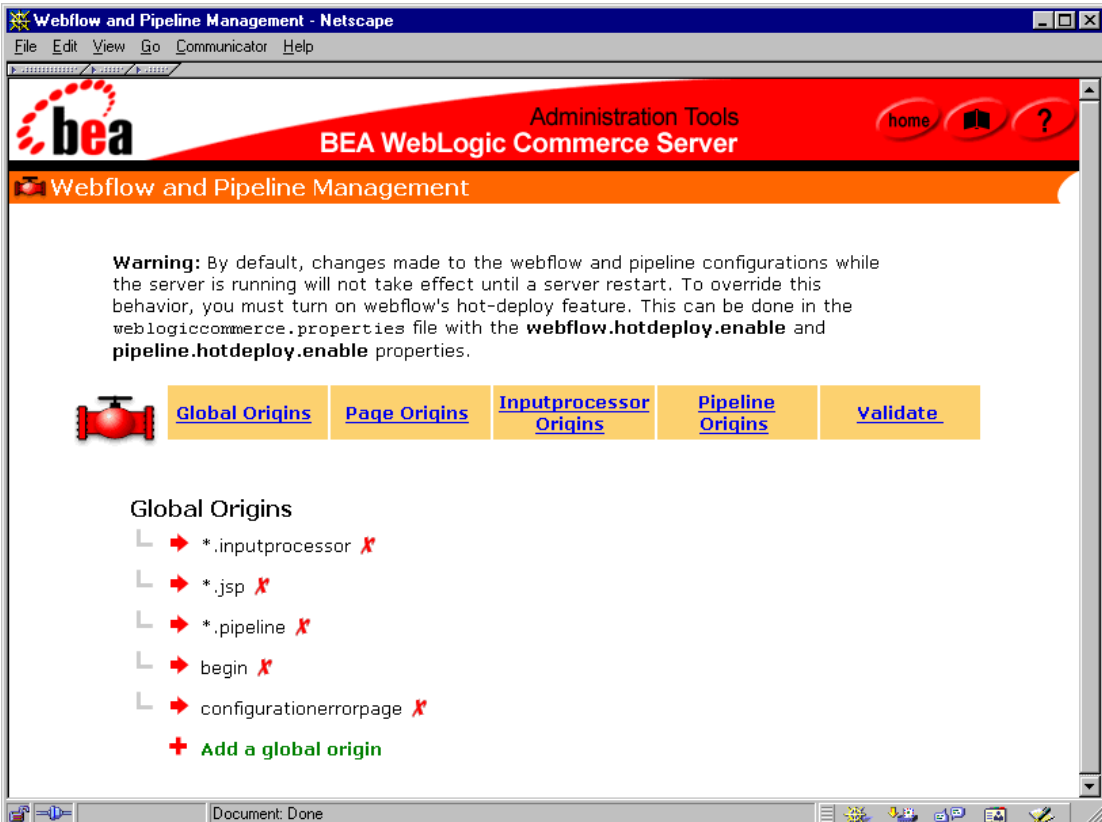 Webflow and Pipeline Management - Netscape
File Edit View Go Communicator Help
bea
Administration Tools
BEA WebLogic Commerce Server
home
?
Webflow and Pipeline Management
Warning: By default, changes made to the webflow and pipeline configurations while
the server is running will not take effect until a server restart. To override this
behavior, you must turn on webflow's hot-deploy feature. This can be done in the
weblogiccommerce.properties file with the webflow.hotdeploy.enable and
pipeline.hotdeploy.enable properties.
Global Origins
Page Origins
Inputprocessor
Origins
Pipeline
Origins
Validate
Global Origins
*.inputprocessor
*.jsp
*.pipeline
begin
configurationerrorpage
Add a global origin
Document: Done